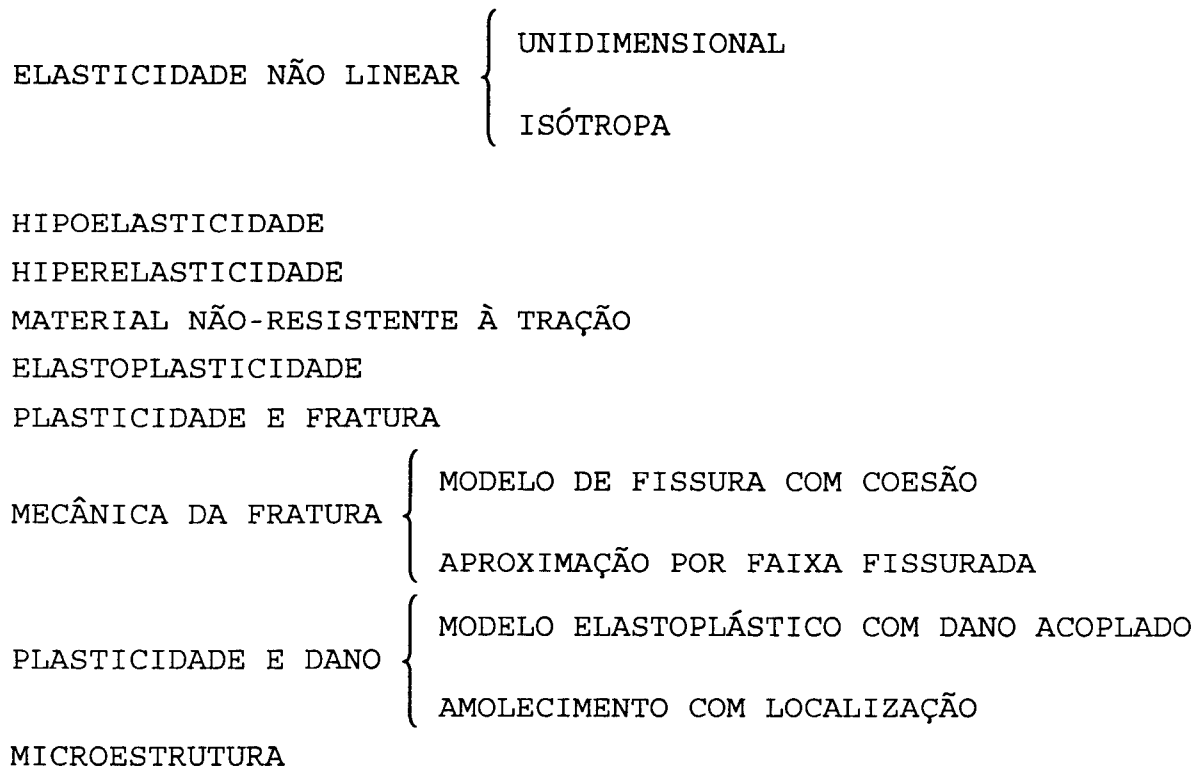 UNIDIMENSIONAL
ELASTICIDADE NÃO LINEAR
ISÓTROPA
HIPOELASTICIDADE
HIPERELASTICIDADE
MATERIAL NÃO-RESISTENTE À TRAÇÃO
ELASTOPLASTICIDADE
PLASTICIDADE E FRATURA
MODELO DE FISSURA COM COESÃO
MECÂNICA DA FRATURA
APROXIMAÇÃO POR FAIXA FISSURADA
MODELO ELASTOPLÁSTICO COM DANO ACOPLADO
PLASTICIDADE E DANO
AMOLECIMENTO COM LOCALIZAÇÃO
MICROESTRUTURA